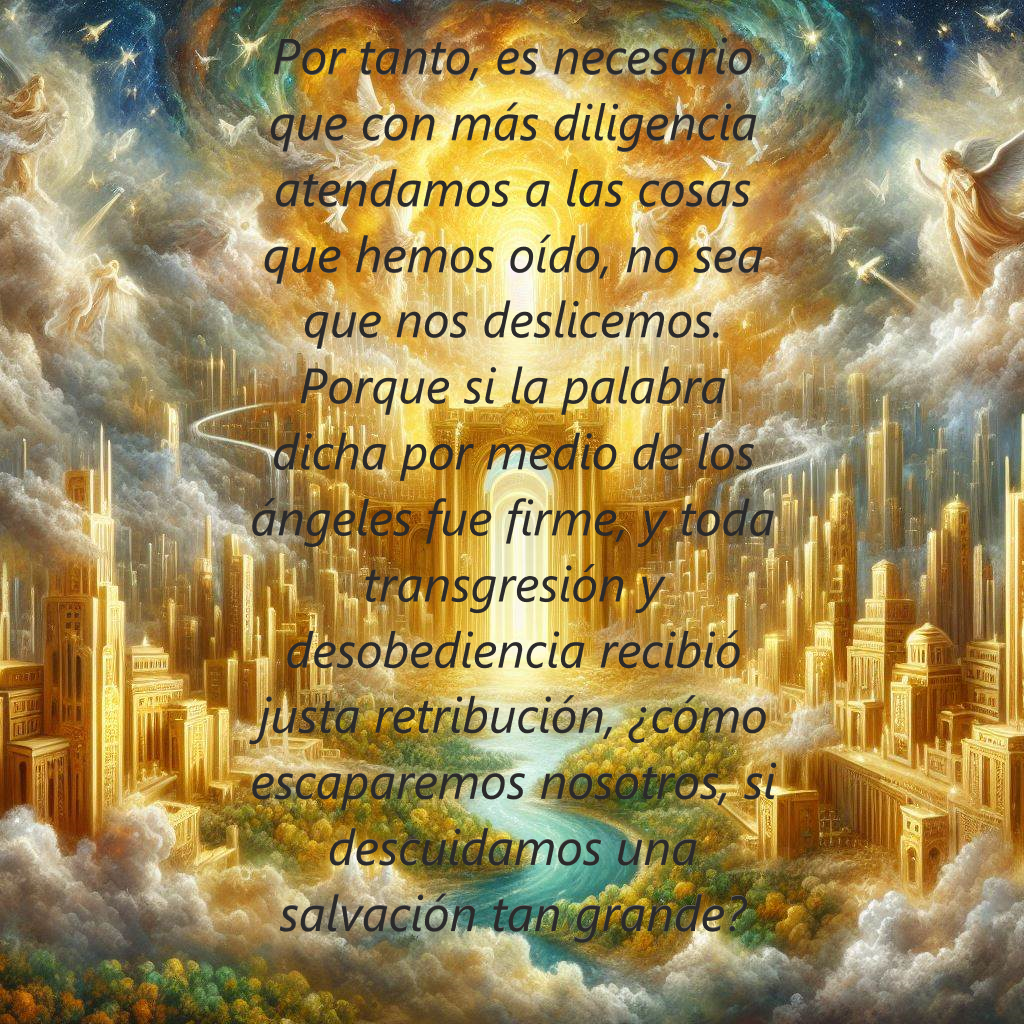 Por tanto, es necesario
que con más diligencia
atendamos a las cosas
que hemos oído, no sea
que nos deslicemos.
Porque si la palabra
dicha por medio de los
ángeles fue firme, y toda
transgresión y
desobediencia recibió
justa retribución, ¿cómo
escaparemos nosotros, si
descuidamos una
salvación tan grande?